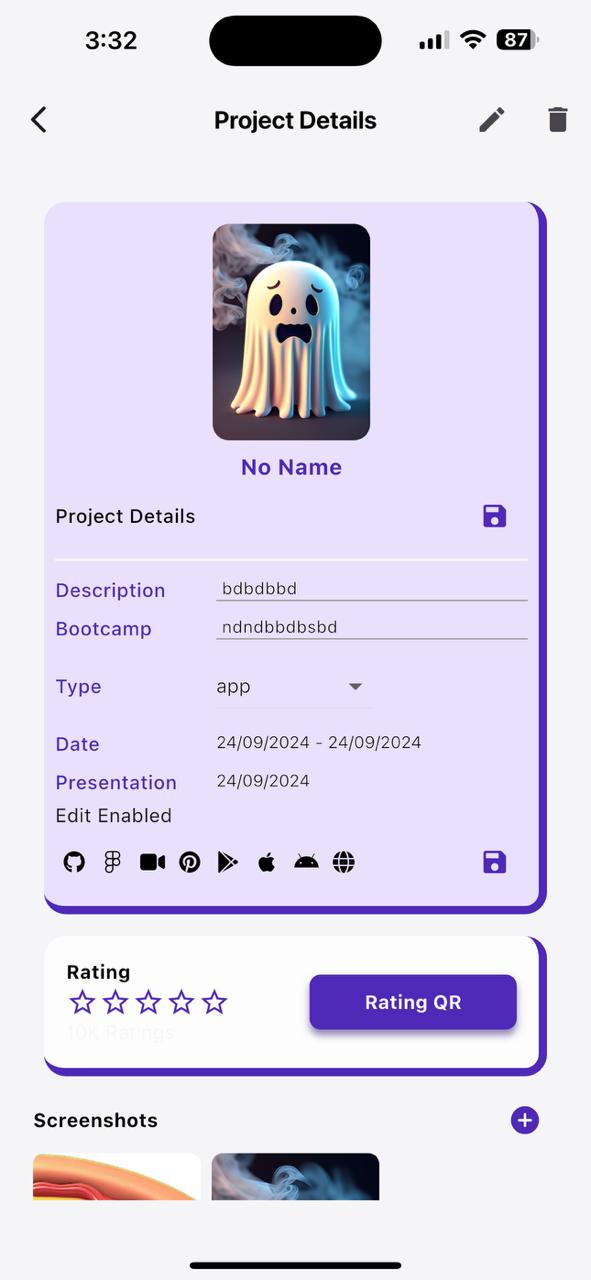 3:32
87
Project Details
No Name
Project Details
Description bdbdbbd
Bootcamp ndndbbdbsbd
Type app
Date 24/09/2024 - 24/09/2024
Presentation 24/09/2024
Edit Enabled
Rating
Rating QR
10K Ratings
Screenshots